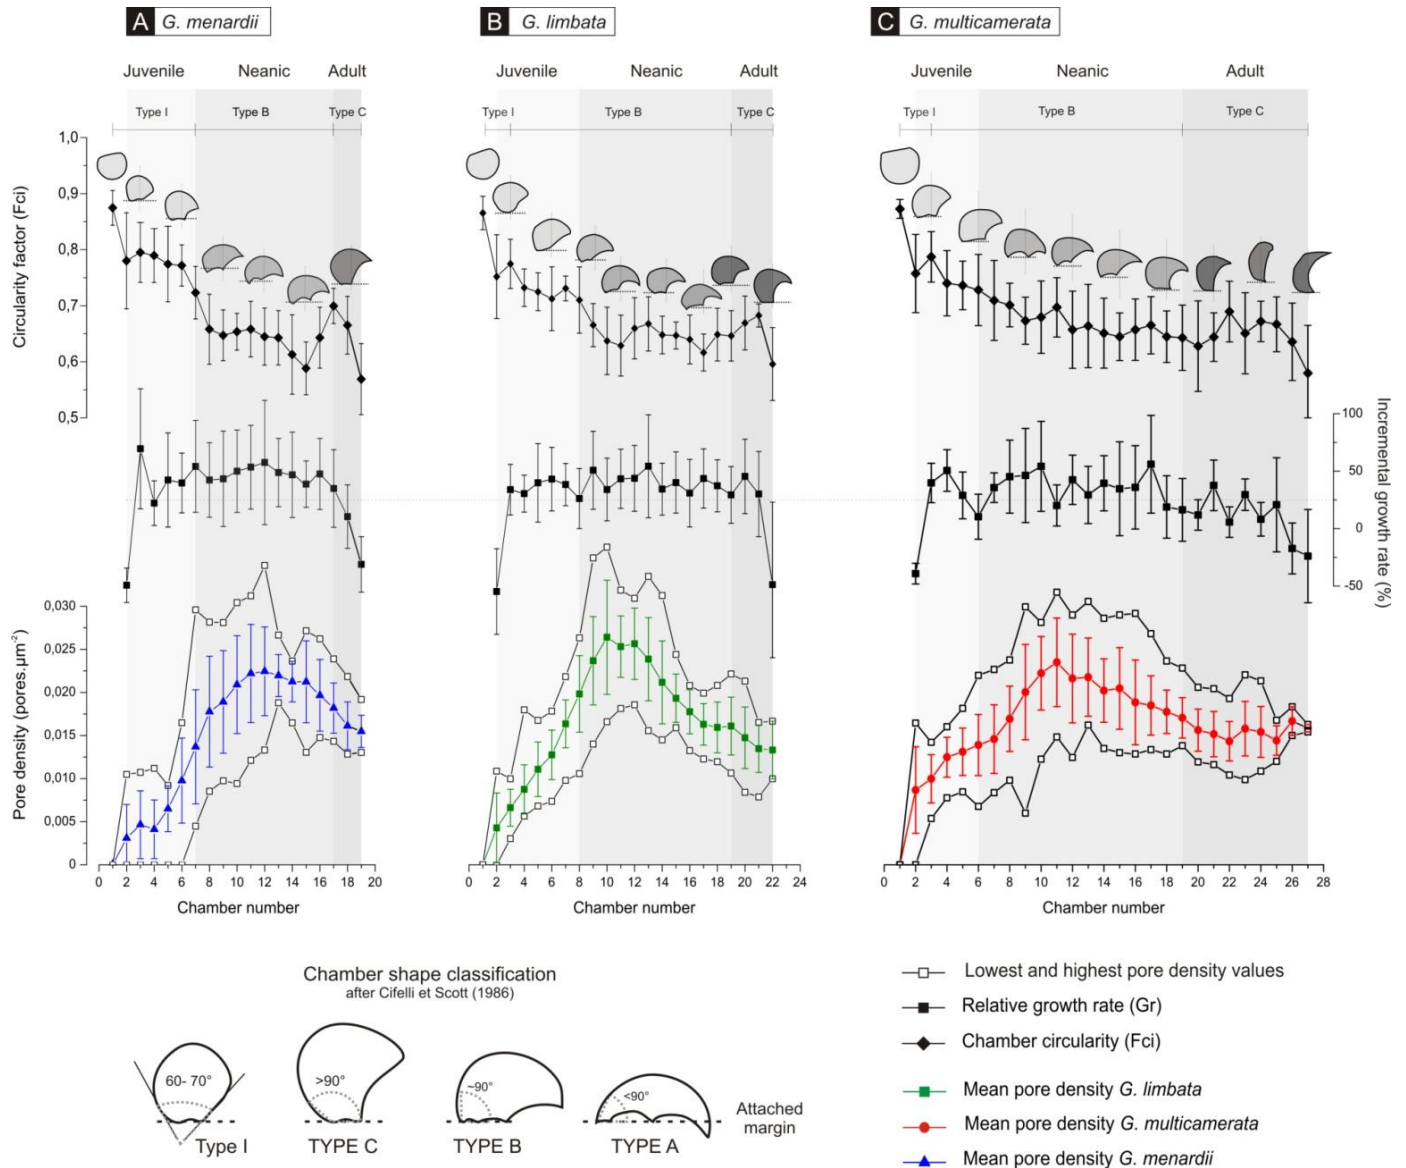 A G. menardii
B G. limbata
C G. multicamerata
Juvenile Neanic Adult
Juvenile Neanic Adult
Juvenile Neanic Adult
Type I Type B Type C
Type I Type B Type C
Type I Type B Type C
Circularity factor (Fci)
1,0
0,9
0,8
0,7
0,6
0,5
100
50
0
-50
Incremental growth rate (%)
Pore density (pores.µm⁻²)
0,030
0,025
0,020
0,015
0,010
0,005
0
0 2 4 6 8 10 12 14 16 18 20
0 2 4 6 8 10 12 14 16 18 20 22 24
0 2 4 6 8 10 12 14 16 18 20 22 24 26 28
Chamber number
Chamber number
Chamber number
Chamber shape classification
after Cifelli et Scott (1986)
60- 70°
>90°
~90°
<90°
Attached
margin
Type I
TYPE C
TYPE B
TYPE A
Lowest and highest pore density values
Relative growth rate (Gr)
Chamber circularity (Fci)
Mean pore density G. limbata
Mean pore density G. multicamerata
Mean pore density G. menardii